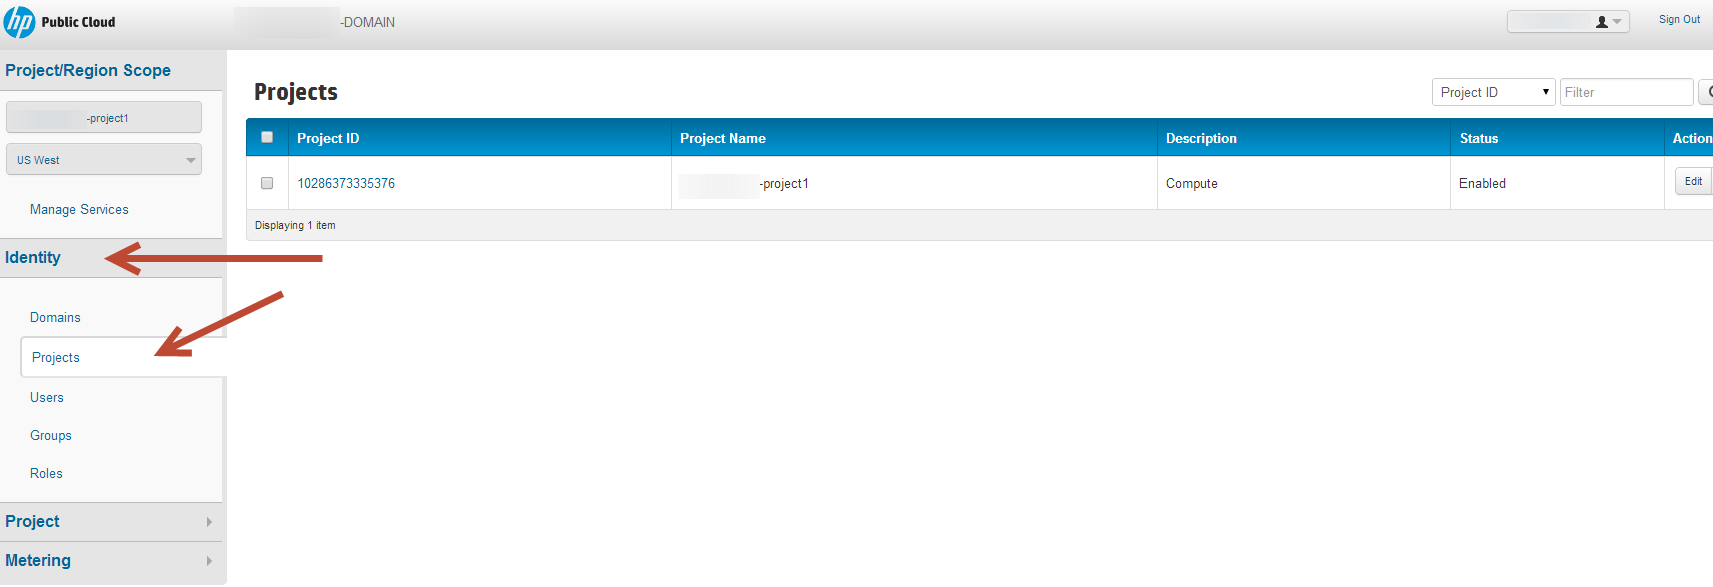 hp Public Cloud
-DOMAIN
Sign Out
Project/Region Scope
-project1
US West
Manage Services
Identity
Domains
Projects
Users
Groups
Roles
Project
Metering
Projects
Project ID
Filter
Project ID Project Name Description Status Action
10286373335376 -project1 Compute Enabled Edit
Displaying 1 item